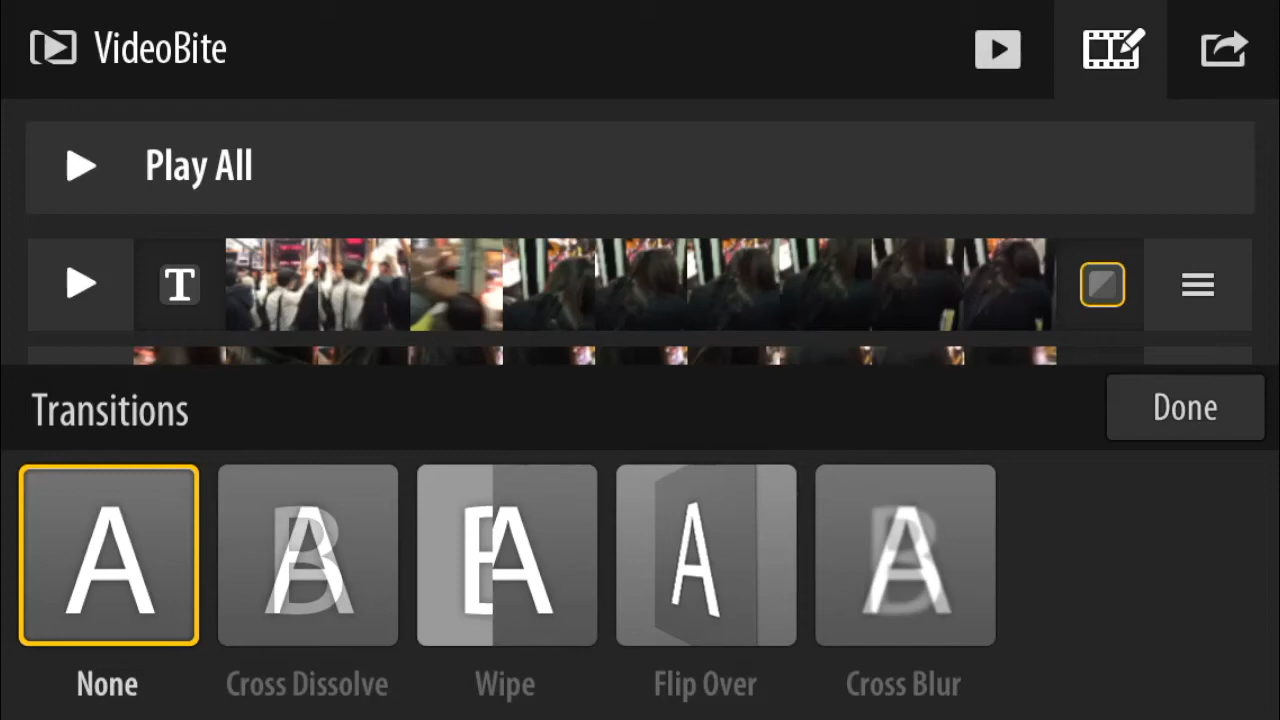 VideoBite
Play All
T
Transitions
Done
A
B A
B A
A
B A
None
Cross Dissolve
Wipe
Flip Over
Cross Blur